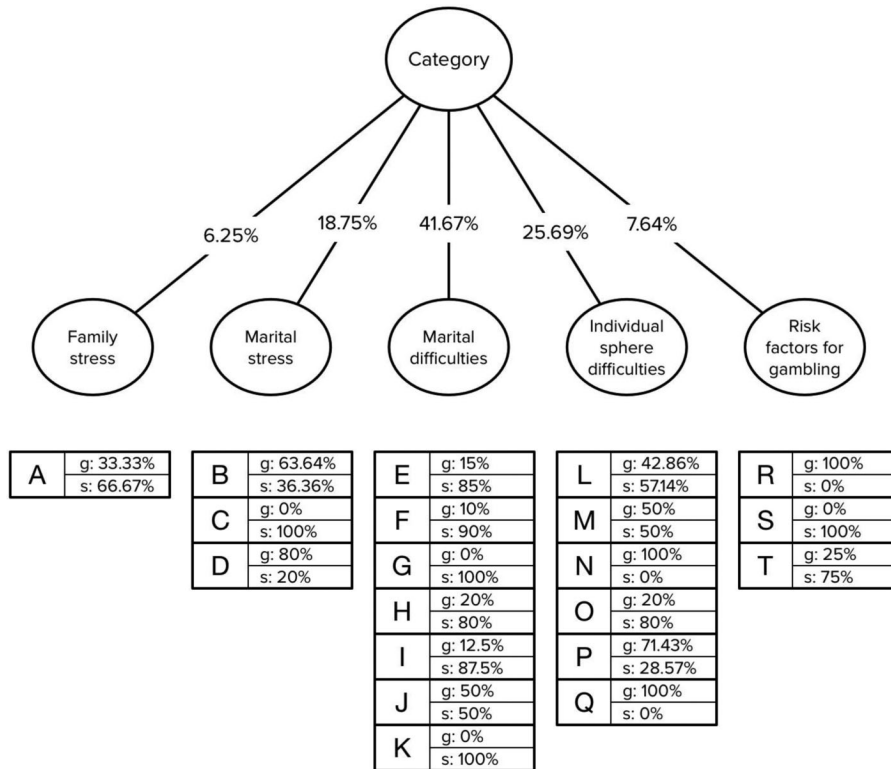 Category
6.25%
18.75%
41.67%
25.69%
7.64%
Family
stress
Marital
stress
Marital
difficulties
Individual
sphere
difficulties
Risk
factors for
gambling
A
g: 33.33%
s: 66.67%
B
g: 63.64%
s: 36.36%
C
g: 0%
s: 100%
D
g: 80%
s: 20%
E
g: 15%
s: 85%
F
g: 10%
s: 90%
G
g: 0%
s: 100%
H
g: 20%
s: 80%
I
g: 12.5%
s: 87.5%
J
g: 50%
s: 50%
K
g: 0%
s: 100%
L
g: 42.86%
s: 57.14%
M
g: 50%
s: 50%
N
g: 100%
s: 0%
O
g: 20%
s: 80%
P
g: 71.43%
s: 28.57%
Q
g: 100%
s: 0%
R
g: 100%
s: 0%
S
g: 0%
s: 100%
T
g: 25%
s: 75%